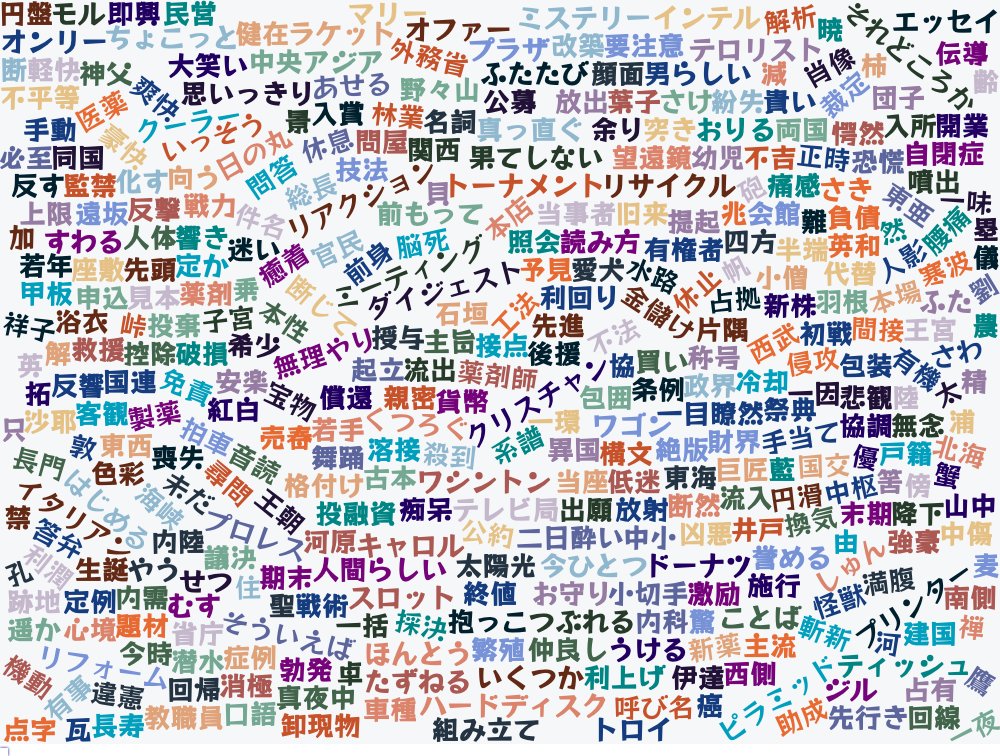 円盤 モル 即興 民営 マリー オファー ミステリー インテル 解析 暁 それどころか エッセイ
オンリー ちょこっと 健在 ラケット 外務省 プラザ 改築 要注意 テロリスト 肖像 柿 伝導
断 軽快 神父 大笑い 中央アジア ふたたび 顔面 男らしい 減 齢
不平等 医薬 爽快 思いっきり あせる 野々山 公募 放出 葉子 さけ 紛失 貴い 裁定 団子
手動 豪快 クーラー いっそう 景 入賞 林業 名詞 真っ直ぐ 余り 突き おりる 両国 愕然 入所 開業
必至 同国 向う 日の丸 休息 問屋 関西 果てしない 望遠鏡 幼児 不吉 正時 恐慌 自閉症
反す 監禁 化す 問答 総長 技法 リアクション 貝 トーナメント リサイクル 砲 痛感 さき 東亜 噴出 一味
上限 遠坂 反撃 戦力 件名 前もって 本店 当事者 旧来 提起 兆 会館 難 負債 然 腹痛 塁
加 すわる 人体 響き 迷い 癒着 官民 前身 脳死 ミーティング 照会 読み方 有権者 四方 半端 英和 人影 寒波 儀
若年 座敷 先頭 定か 断じて ダイジェスト 予見 愛犬 水路 帆 小僧 代替
甲板 申込 見本 薬剤 乗 本性 石垣 工法 利回り 金儲け 休止 占拠 新株 羽根 本場 ふた 劉
祥子 浴衣 峠 投棄 子宮 希少 無理やり 授与 主旨 接点 先進 不法 片隅 西武 初戦 間接 王宮 農
英 解 救援 控除 破損 起立 流出 薬剤師 後援 クリスチャン 協 買い 称号 侵攻 包装 有機 さわ
拓 反響 国連 免責 安楽 宝物 償還 親密 貨幣 包囲 条例 政界 冷却 一因 悲観 陸 太 精
只 沙耶 客観 製薬 紅白 売春 若手 くつろぐ 一環 ワゴン 一目瞭然 祭典 協調 無念 浦
敦 東西 拍車 音読 舞踊 溶接 殺到 系譜 異国 構文 絶版 財界 手当て 優 戸籍 北海
長門 色彩 喪失 尋問 格付け 古本 ワシントン 当座 低迷 東海 巨匠 藍 国交 苦 傍 蟹
イタリアン はじめる 海峡 未だ 王朝 投融資 痴呆 テレビ局 出願 放射 断然 流入 円滑 中枢 山中
禁 答弁 内陸 プロレス 河原 キャロル 公約 二日酔い 中小 凶悪 井戸 換気 末期 降下 中傷
孔 利潤 生誕 やう 議決 せつ 住 期末 人間らしい 太陽光 今ひとつ ドーナツ 誉める 由 しゅん 強豪 麦
跡地 定例 内需 むす 聖 戦術 スロット 終値 お守り 小切手 激励 施行 怪獣 満腹 プリンター 南側
遥か 心境 題材 省庁 そういえば 一括 採決 抱っこ つぶれる 内科 驚 ことば 斬新 河 建国 禅
機動 リフォーム 今時 潜水 症例 勃発 卓 ほんとう 繁殖 仲良し うける 新薬 主流
有事 違憲 回帰 消極 真夜中 たずねる いくつか 利上げ 伊達 西側 ピラミッド ティッシュ ジル 占有 鷹
点字 瓦 長寿 教職員 口語 卸 現物 車種 ハードディスク 組み立て 呼び名 トロイ 癌 助成 先行き 回線 一夜